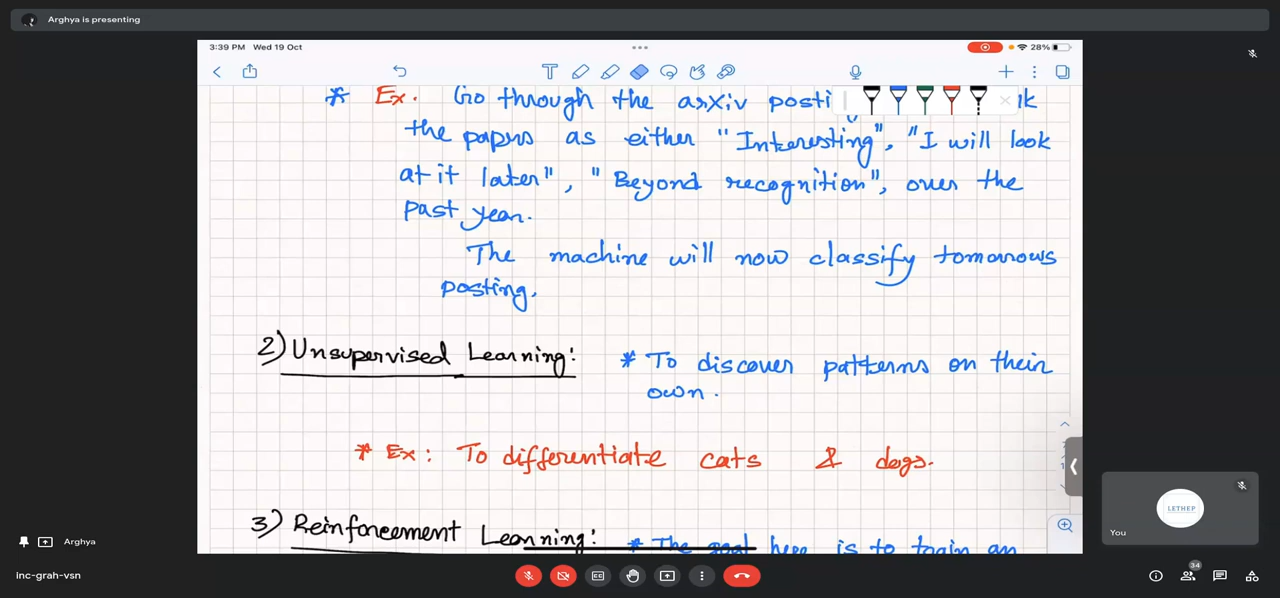 Arghya is presenting
3:39 PM Wed 19 Oct
28%
* Ex. Go through the arxiv
the papers as either "Interesting", "I will look
at it later", "Beyond recognition", over the
past year.
The machine will now classify tomorrows
posting.
2) Unsupervised Learning: * To discover patterns on their
own.
* Ex: To differentiate cats & dogs.
3) Reinforcement Learning: * The goal here is to train an
LETHEP
You
Arghya
inc-grah-vsn
34